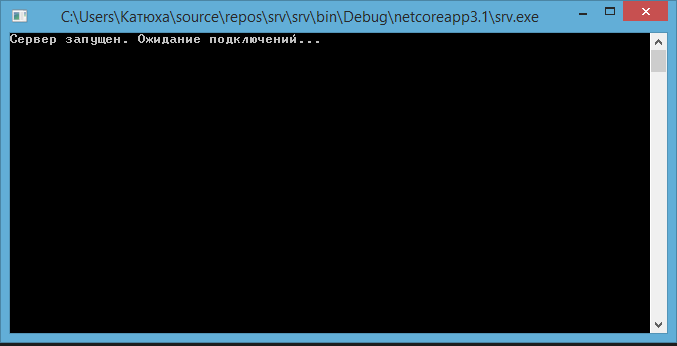 C:\Users\Катюха\source\repos\srv\srv\bin\Debug\netcoreapp3.1\srv.exe
Сервер запущен. Ожидание подключений...